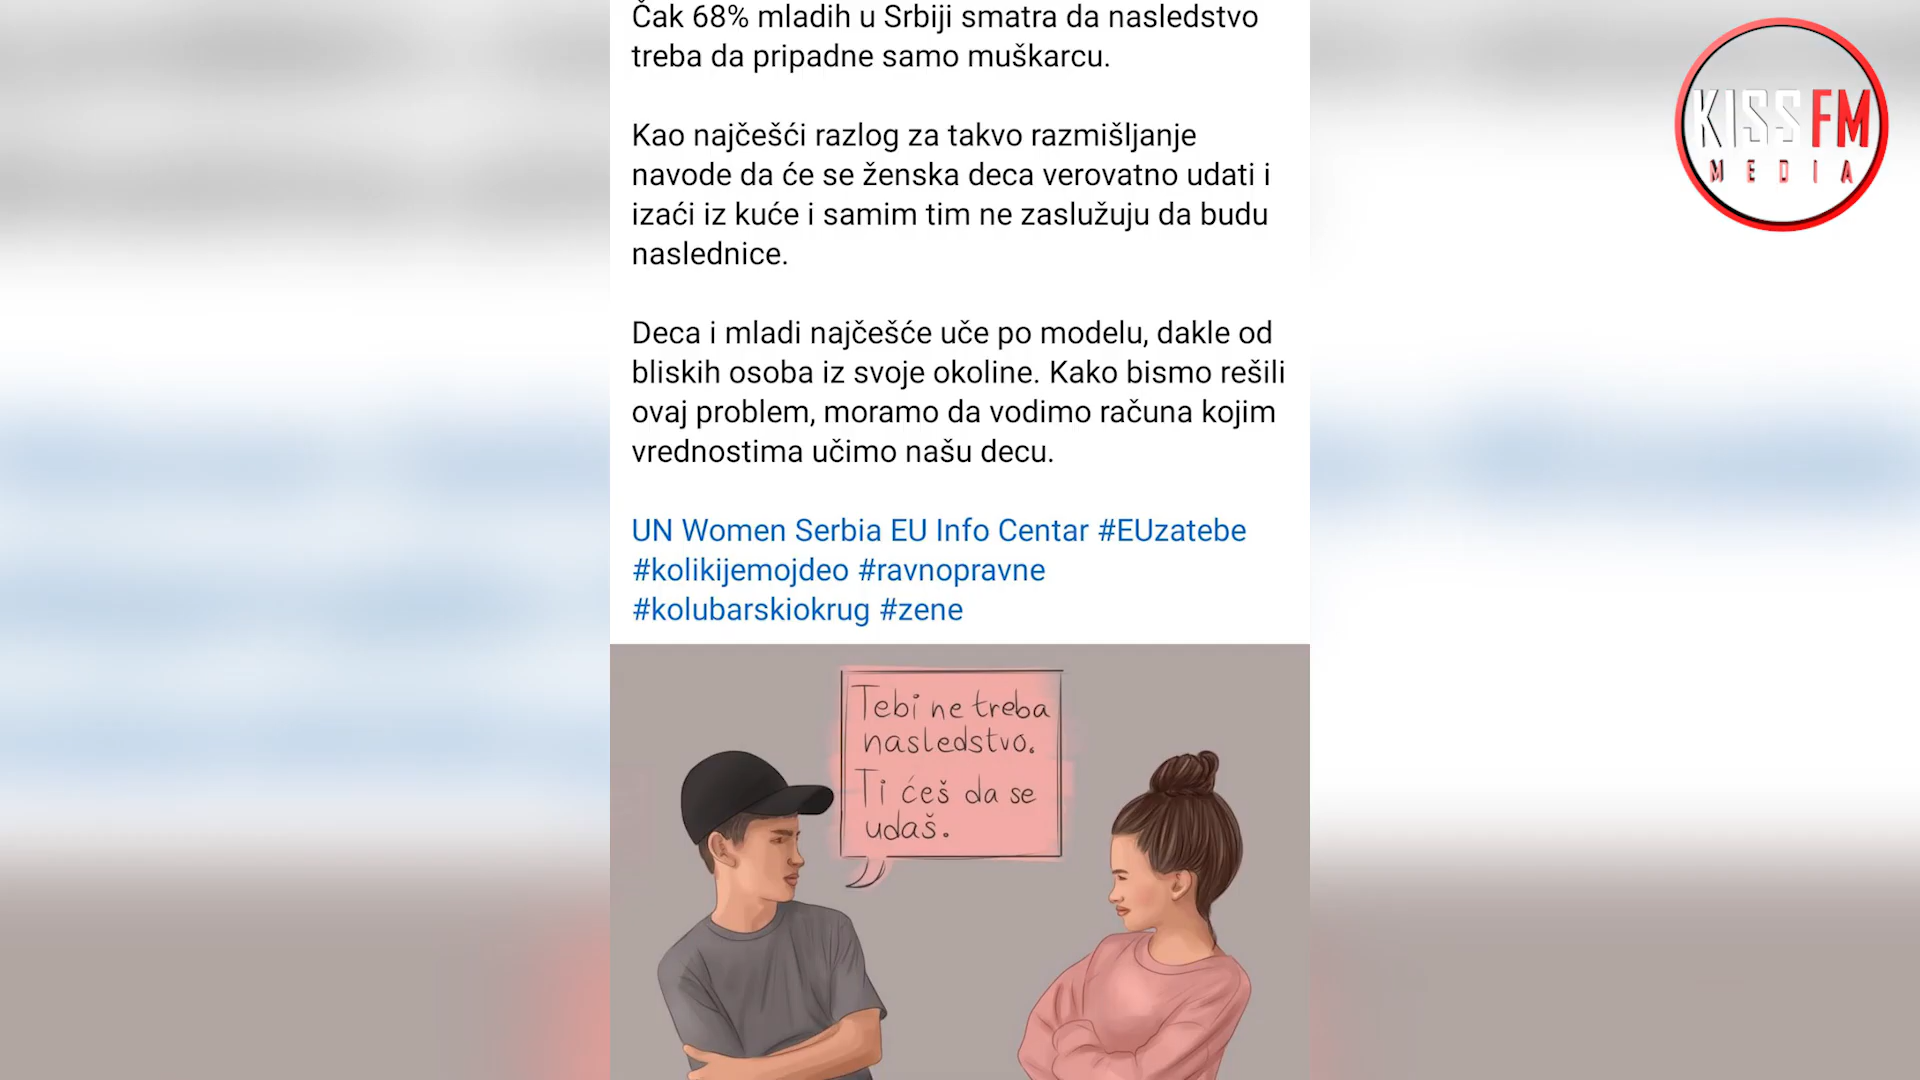 Čak 68% mladih u Srbiji smatra da nasledstvo
treba da pripadne samo muškarcu.
Kao najčešći razlog za takvo razmišljanje
navode da će se ženska deca verovatno udati i
izaći iz kuće i samim tim ne zaslužuju da budu
naslednice.
Deca i mladi najčešće uče po modelu, dakle od
bliskih osoba iz svoje okoline. Kako bismo rešili
ovaj problem, moramo da vodimo računa kojim
vrednostima učimo našu decu.
UN Women Serbia EU Info Centar #EUzatebe
#kolikijemojdeo #ravnopravne
#kolubarskiokrug #zene
Tebi ne treba
nasledstvo.
Ti ćeš da se
udaš.
KISS FM
MEDIA